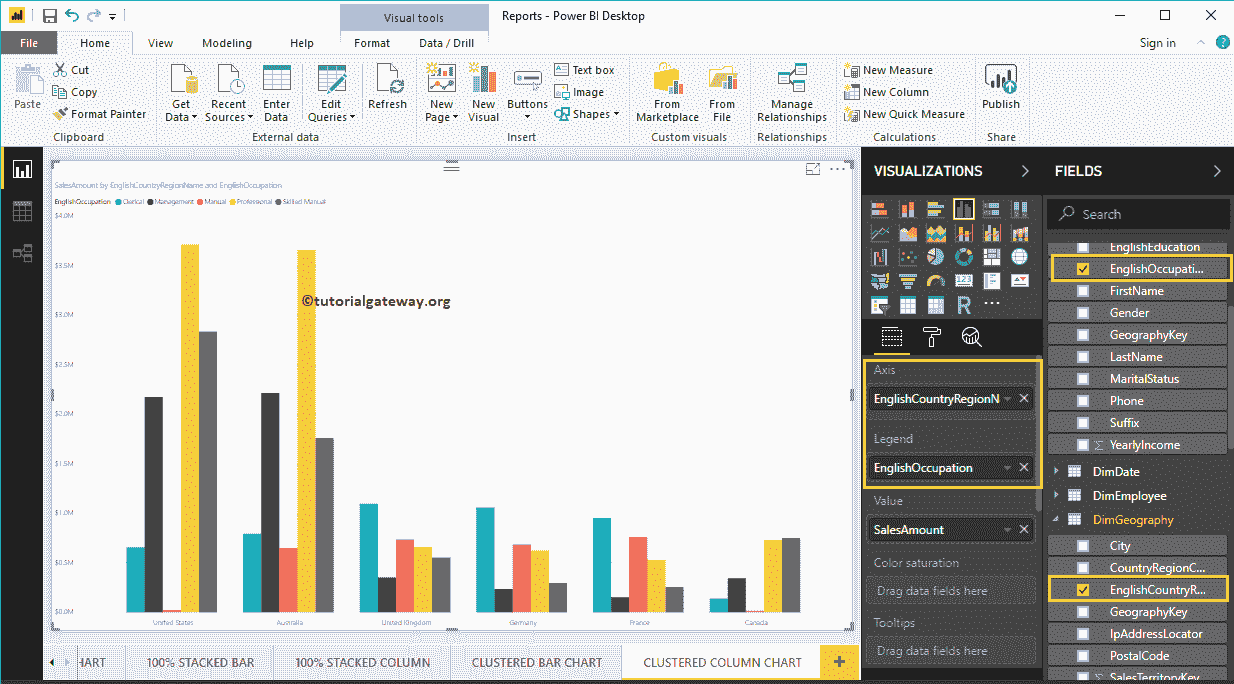 Visual tools
Reports - Power BI Desktop
File
Home
View
Modeling
Help
Format
Data / Drill
Sign in
Paste
Cut
Copy
Format Painter
Clipboard
Get
Data
Recent
Sources
Enter
Data
Edit
Queries
External data
Refresh
New
Page
New
Visual
Buttons
Text box
Image
Shapes
Insert
From
Marketplace
From
File
Custom visuals
Manage
Relationships
Relationships
New Measure
New Column
New Quick Measure
Calculations
Publish
Share
SalesAmount by EnglishCountryRegionName and EnglishOccupation
EnglishOccupation Clerical Management Manual Professional Skilled Manual
$4.0M
$3.5M
$3.0M
$2.5M
$2.0M
$1.5M
$1.0M
$0.5M
$0.0M
©tutorialgateway.org
United States
Australia
United Kingdom
Germany
France
Canada
HART
100% STACKED BAR
100% STACKED COLUMN
CLUSTERED BAR CHART
CLUSTERED COLUMN CHART
+
VISUALIZATIONS
123
R
Axis
EnglishCountryRegionN
Legend
EnglishOccupation
Value
SalesAmount
Color saturation
Drag data fields here
Tooltips
Drag data fields here
FIELDS
Search
EnglishEducation
EnglishOccupati...
FirstName
Gender
GeographyKey
LastName
MaritalStatus
Phone
Suffix
Σ YearlyIncome
DimDate
DimEmployee
DimGeography
City
CountryRegionC...
EnglishCountryR...
GeographyKey
IpAddressLocator
PostalCode
Σ SalesTerritoryKey